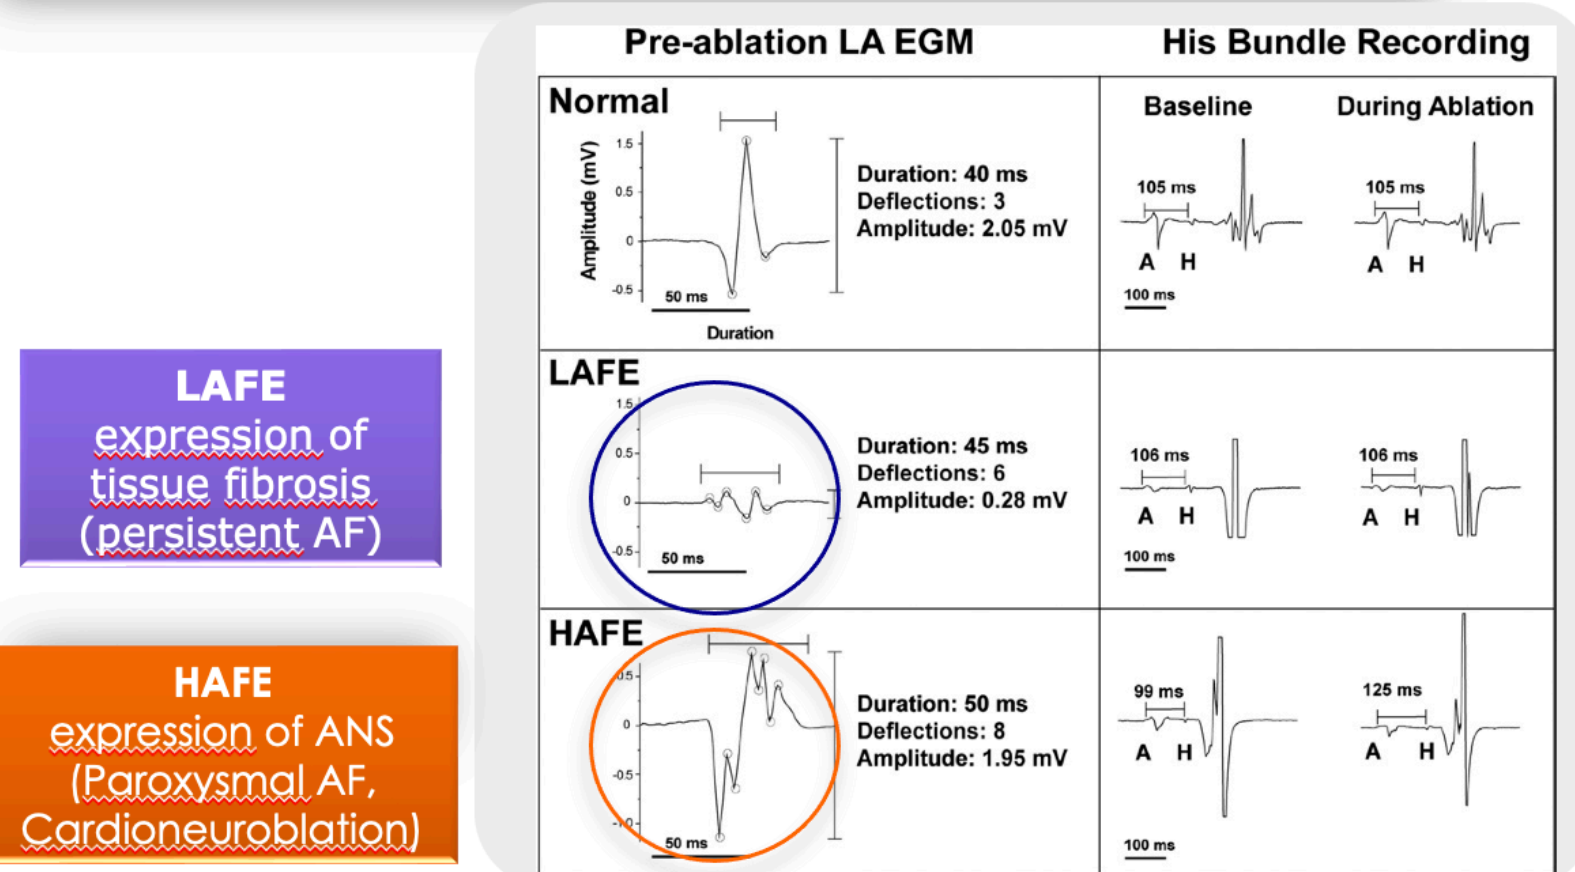 Pre-ablation LA EGM
His Bundle Recording
Normal
Amplitude (mV)
1.5
0.5
0
-0.5
50 ms
Duration
Duration: 40 ms
Deflections: 3
Amplitude: 2.05 mV
Baseline
During Ablation
105 ms
A H
100 ms
105 ms
A H
LAFE
expression of
tissue fibrosis
(persistent AF)
LAFE
1.5
0.5
0
-0.5
50 ms
Duration: 45 ms
Deflections: 6
Amplitude: 0.28 mV
106 ms
A H
100 ms
106 ms
A H
HAFE
expression of ANS
(Paroxysmal AF,
Cardioneuroblation)
HAFE
0.5
0
-0.5
-1.0
50 ms
Duration: 50 ms
Deflections: 8
Amplitude: 1.95 mV
99 ms
A H
100 ms
125 ms
A H